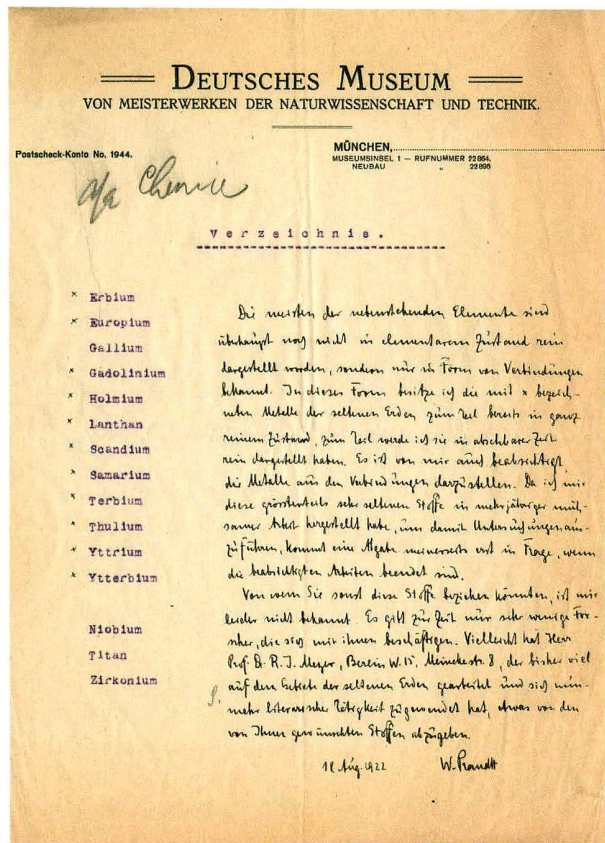 DEUTSCHES MUSEUM
VON MEISTERWERKEN DER NATURWISSENSCHAFT UND TECHNIK.
Postscheck-Konto No. 1944.
MÜNCHEN,
MUSEUMSINSEL 1 — RUFNUMMER 22864.
NEUBAU " 22895
Chemie
Verzeichnis.
× Erbium
× Europium
Gallium
× Gadolinium
× Holmium
× Lanthan
× Scandium
× Samarium
× Terbium
× Thulium
× Yttrium
× Ytterbium
Niobium
Titan
Zirkonium
Die meisten der nebenstehenden Elemente sind
überhaupt noch nicht in elementarem Zustand rein
dargestellt worden, sondern nur in Form von Verbindungen
bekannt. In dieser Form besitze ich die mit × bezeich-
neten Metalle der seltenen Erden zum Teil bereits in ganz
reinem Zustand, zum Teil werde ich sie in absehbarer Zeit
rein dargestellt haben. Es ist von mir auch beabsichtigt,
die Metalle aus den Verbindungen darzustellen. Da ich mir
diese grösstenteils sehr seltenen Stoffe in mehrjähriger müh-
samer Arbeit hergestellt habe, um damit Untersuchungen aus-
zuführen, kommt eine Abgabe meinerseits erst in Frage, wenn
die beabsichtigten Arbeiten beendet sind.
Von wem Sie sonst diese Stoffe beziehen könnten, ist mir
leider nicht bekannt. Es gibt zur Zeit nur sehr wenige For-
scher, die sich mit ihnen beschäftigen. Vielleicht hat Herr
Prof. Dr. R. J. Meyer, Berlin W. 15, Meinekestr. 8, der bisher viel
auf dem Gebiete der seltenen Erden gearbeitet und sich nun-
mehr literarischer Tätigkeit zugewendet hat, etwas von den
von Ihnen gewünschten Stoffen abzugeben.
18. Aug. 1922 W. Prandtl